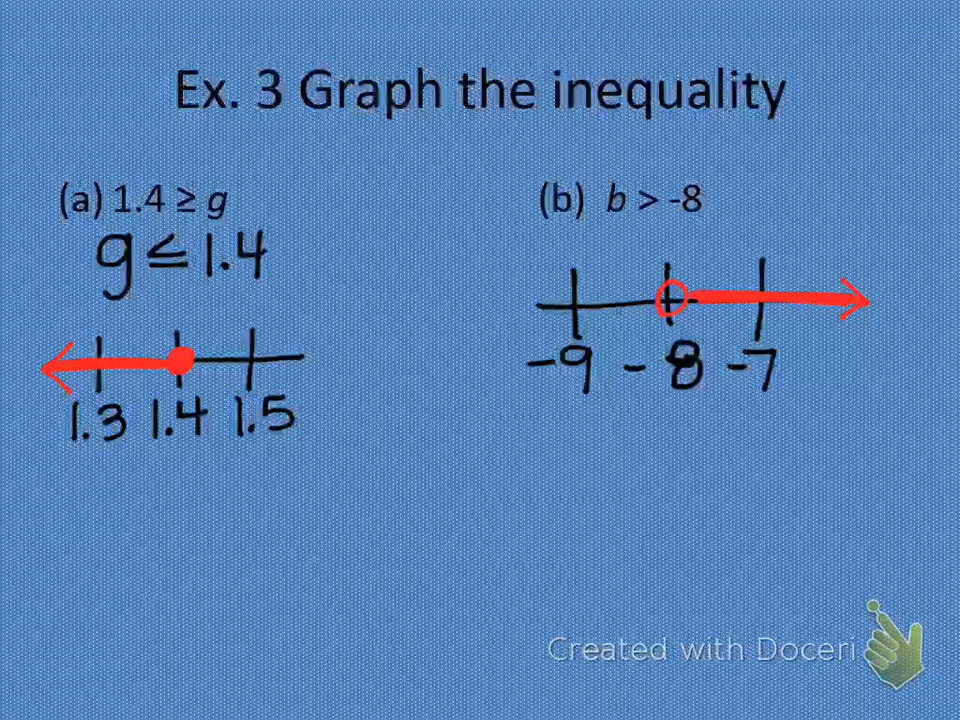 Ex. 3 Graph the inequality
(a) 1.4 ≥ g
g ≤ 1.4
1.3 1.4 1.5
(b) b > -8
-9 -8 -7
Created with Doceri